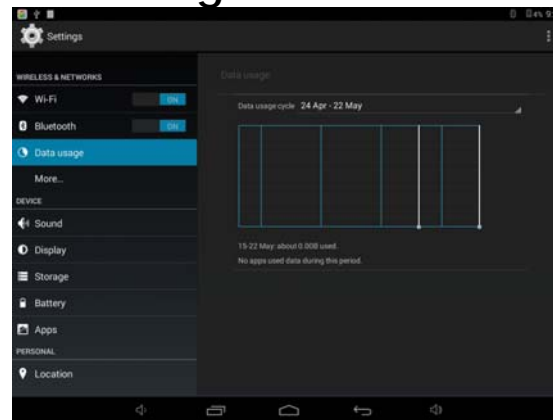 Settings
WIRELESS & NETWORKS
Wi-Fi ON
Bluetooth ON
Data usage
More...
DEVICE
Sound
Display
Storage
Battery
Apps
PERSONAL
Location
Data usage
Data usage cycle 24 Apr - 22 May
15-22 May: about 0.00B used.
No apps used data during this period.